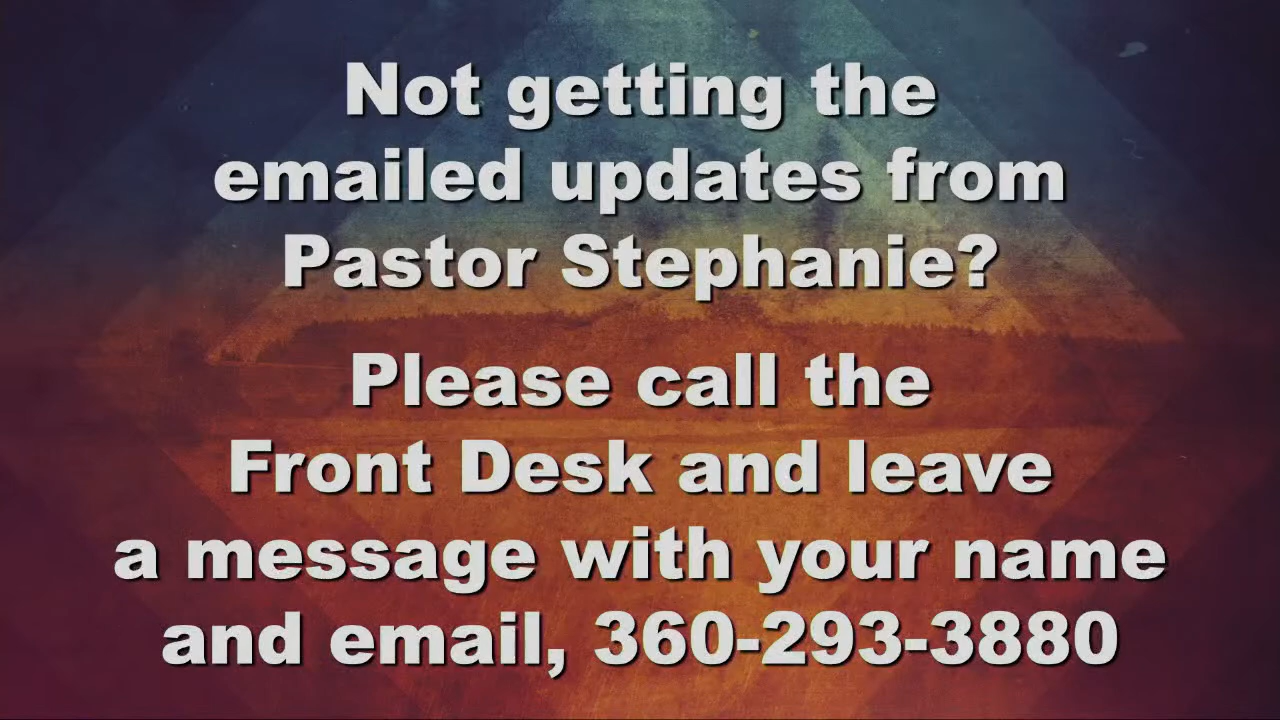 Not getting the
emailed updates from
Pastor Stephanie?
Please call the
Front Desk and leave
a message with your name
and email, 360-293-3880